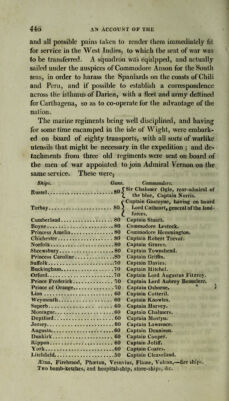 446 AN ACCOUNT OF THE
and all possible pains taken to render them immediately fit
for service in the West Indies, to which the seat of war was
to be transferred. A squadron was equipped, and actually
sailed under the auspices of Commodore Anson for the South
seas, in order to harass the Spaniards on the coasts of Chili
and Peru, and if possible to establish a correspondence
across the isthmus of Darien, with a fleet and army destined
for Carthagena, so as to co-operate for the advantage of the
nation.
The marine regiments being well disciplined, and having
for some time encamped in the isle of Wight, were embark-
ed on board of eighty transports, with all sorts of warlike
utensils that might be necessary in the expedition; and de-
tachments from three old regiments were sent on board of
the men of war appointed to join Admiral Vernon on the
same service. These were,
Ships. Guns. Commanders.
Russel 80 { Sir Chaloner Ogle, rear-admiral of
the blue, Captain Norris.
Torbay 80 { Captain Gascoyne, having on board
Lord Cathcart, general of the land-
forces.
Cumberland 80 Captain Stuart.
Boyne 80 Commodore Lestock.
Princess Amelia 80 Commodore Hemmington.
Chichester 80 Captain Robert Trevor.
Norfolk 80 Captain Graves.
Shrewsbury 80 Captain Townshend.
Princess Caroline 80 Captain Griffin.
Suffolk 70 Captain Davies.
Buckingham 70 Captain Mitchel.
Orford 70 Captain Lord Augustus Fitzroy.
Prince Frederick 70 Captain Lord Aubrey Beauclerc.
Prince of Orange 70 Captain Osborne.
Lion 60 Captain Cotteril.
Weymouth 60 Captain Knowles.
Superb 60 Captain Harvey.
Montague 60 Captain Chalmers.
Deptford 60 Captain Mostyn.
Jersey 60 Captain Lawrence.
Augusta 60 Captain Dennison.
Dunkirk 60 Captain Cooper.
Rippon 60 Captain Joliff.
York 60 Captain Coates.
Litchfield 50 Captain Cleaveland.
Ætna, Firebrand, Phæton, Vesuvius, Flame, Vulcan,—fire ships.
Two bomb-ketches, and hospital-ship, store-ships, &c.